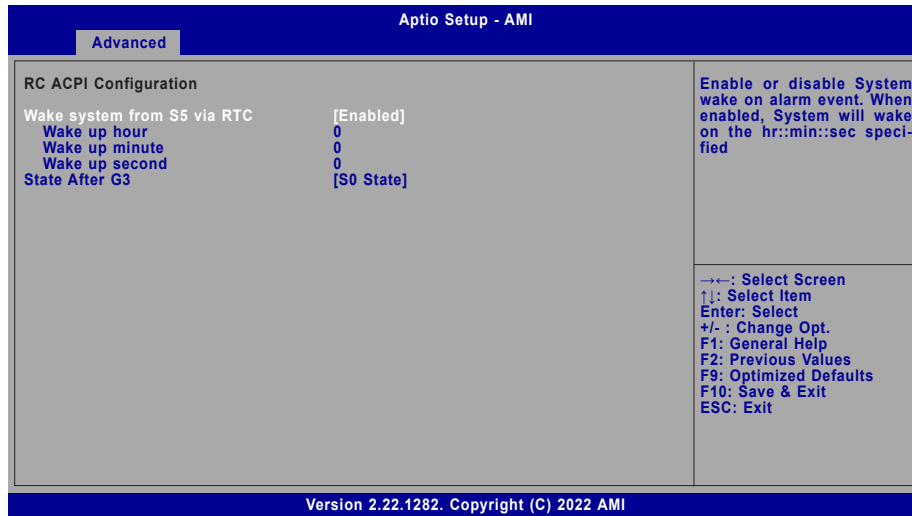 Aptio Setup - AMI
Advanced
RC ACPI Configuration
Wake system from S5 via RTC [Enabled]
Wake up hour 0
Wake up minute 0
Wake up second 0
State After G3 [S0 State]
Enable or disable System
wake on alarm event. When
enabled, System will wake
on the hr::min::sec speci-
fied
→←: Select Screen
↑↓: Select Item
Enter: Select
+/- : Change Opt.
F1: General Help
F2: Previous Values
F9: Optimized Defaults
F10: Save & Exit
ESC: Exit
Version 2.22.1282. Copyright (C) 2022 AMI